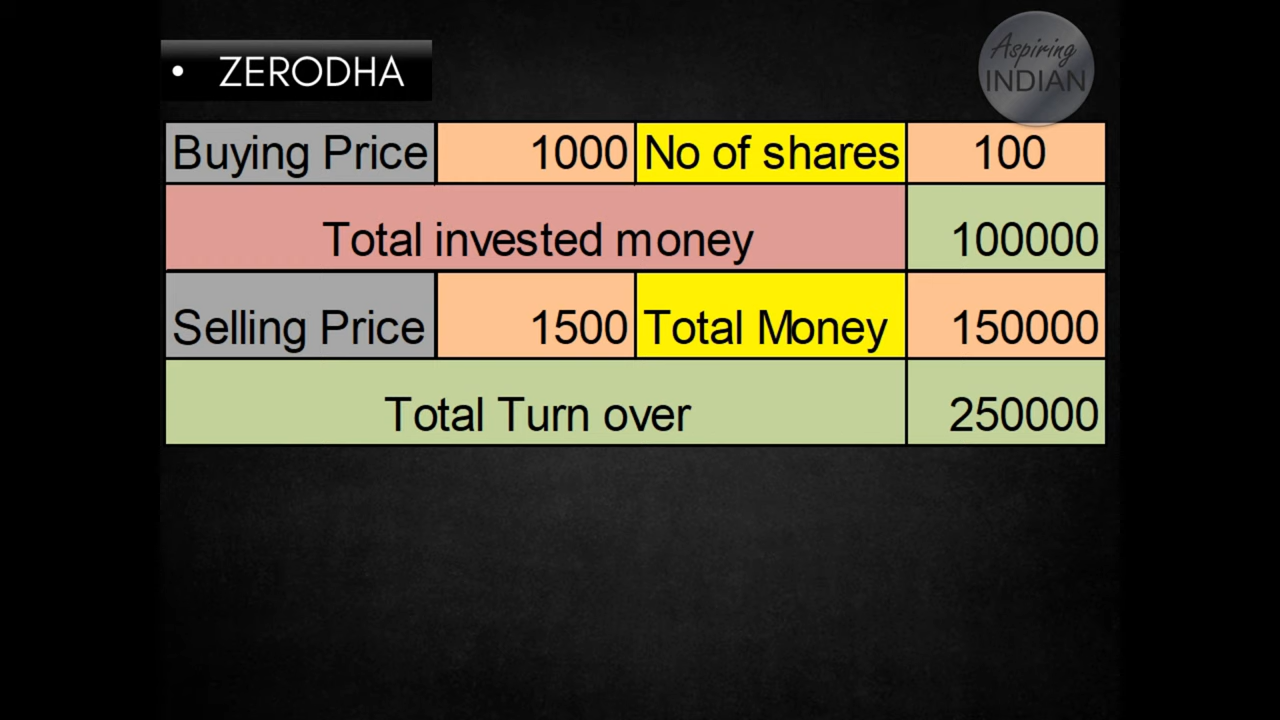 • ZERODHA
Aspiring
INDIAN
Buying Price 1000 No of shares 100
Total invested money 100000
Selling Price 1500 Total Money 150000
Total Turn over 250000